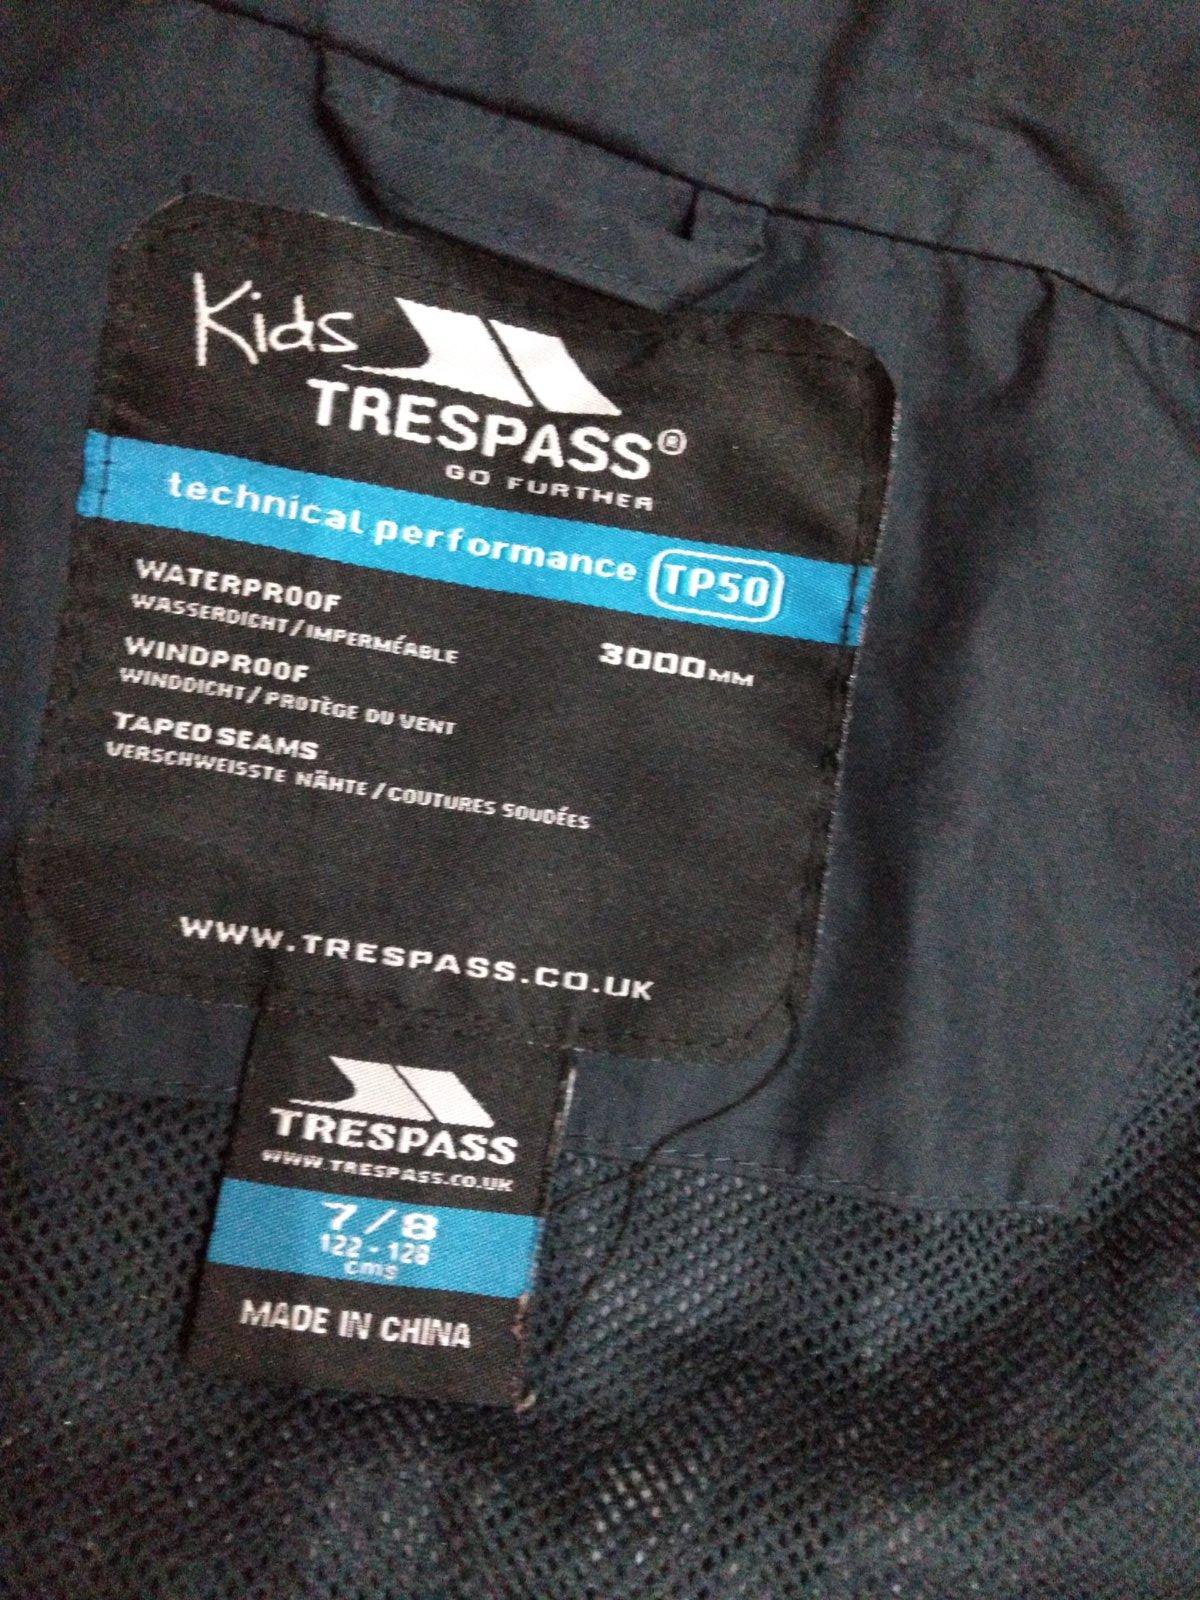 Kids
TRESPASS®
GO FURTHER
technical performance TP50
WATERPROOF 3000MM
WASSERDICHT/IMPERMÉABLE
WINDPROOF
WINDDICHT/PROTÈGE DU VENT
TAPED SEAMS
VERSCHWEISSTE NÄHTE/COUTURES SOUDÉES
WWW.TRESPASS.CO.UK
TRESPASS
WWW.TRESPASS.CO.UK
7/8
122-128
cms
MADE IN CHINA